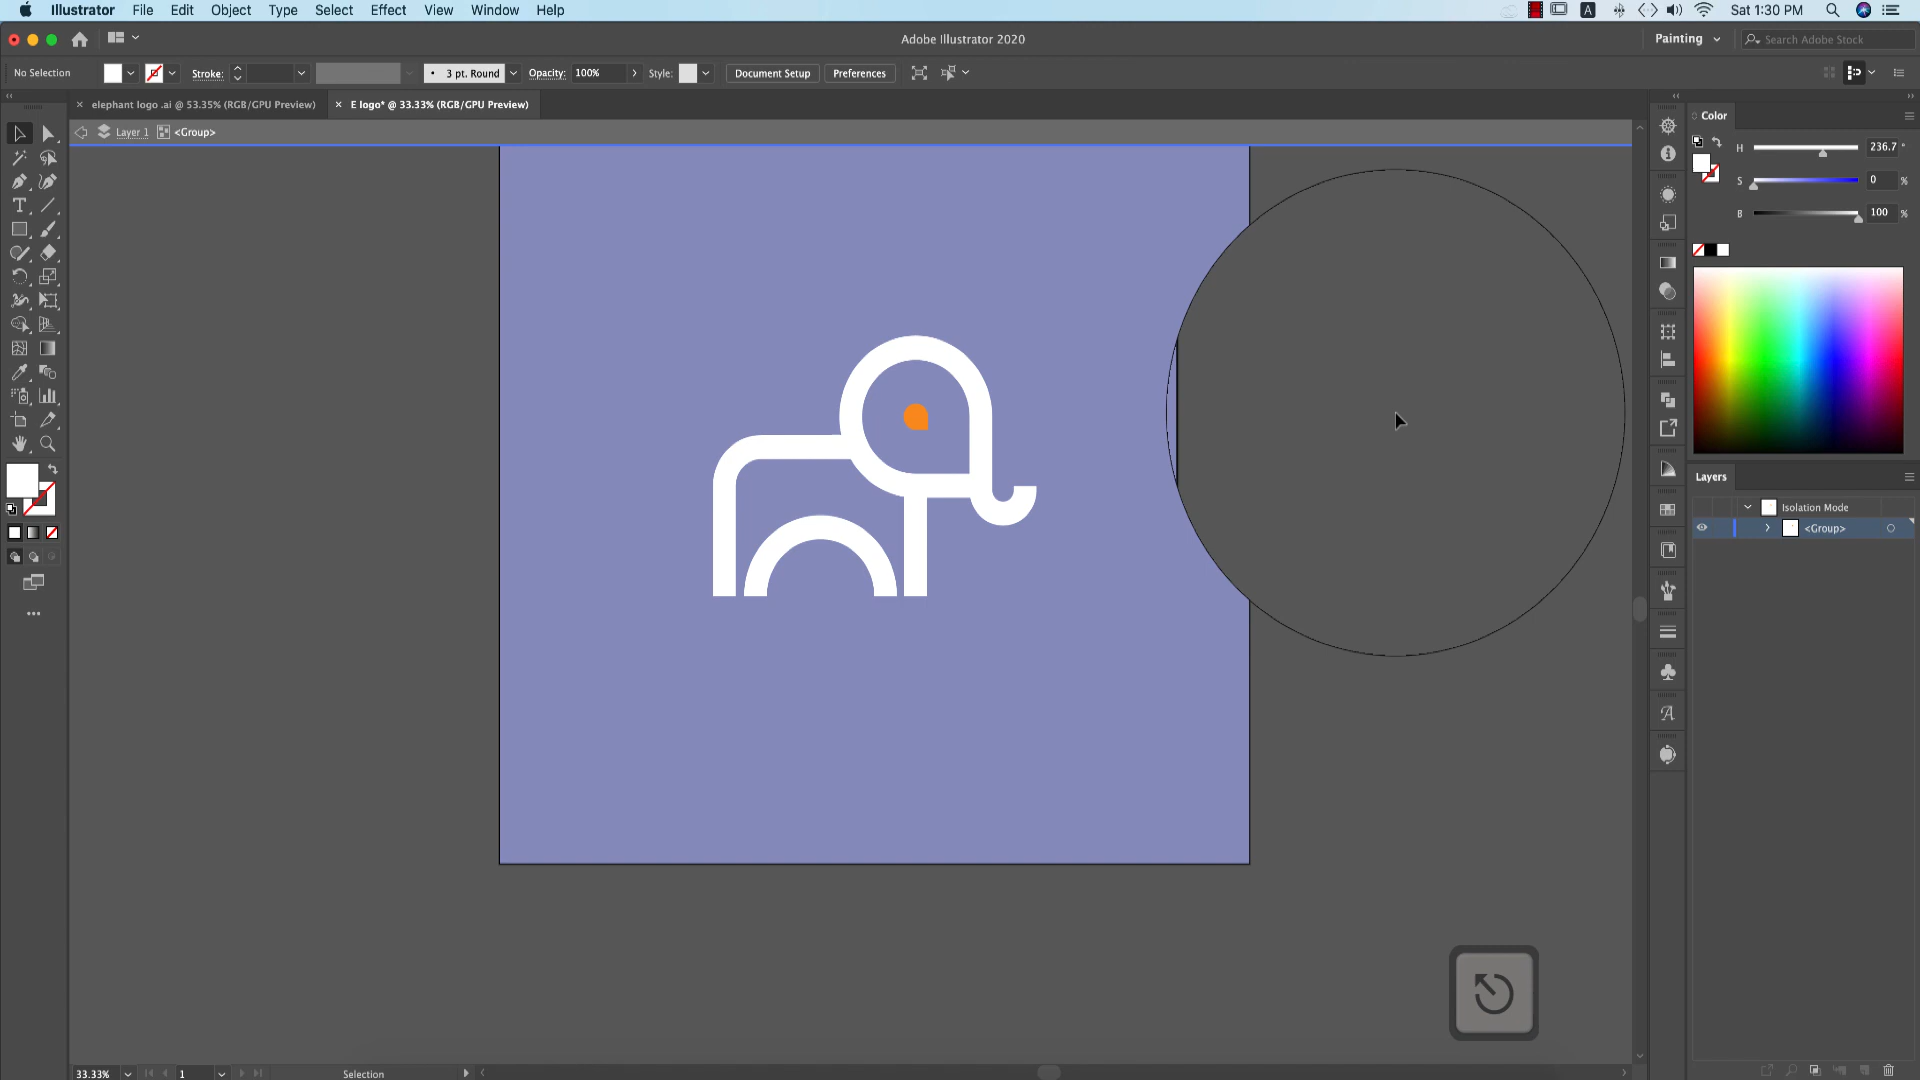 Illustrator File Edit Object Type Select Effect View Window Help
A Sat 1:30 PM
Adobe Illustrator 2020
Painting
Search Adobe Stock
No Selection Stroke: 3 pt. Round Opacity: 100% Style: Document Setup Preferences
elephant logo .ai @ 53.35% (RGB/GPU Preview) E logo* @ 33.33% (RGB/GPU Preview)
Layer 1 <Group>
Color
H 236.7 °
S 0 %
B 100 %
Layers
Isolation Mode
<Group>
33.33% 1 Selection